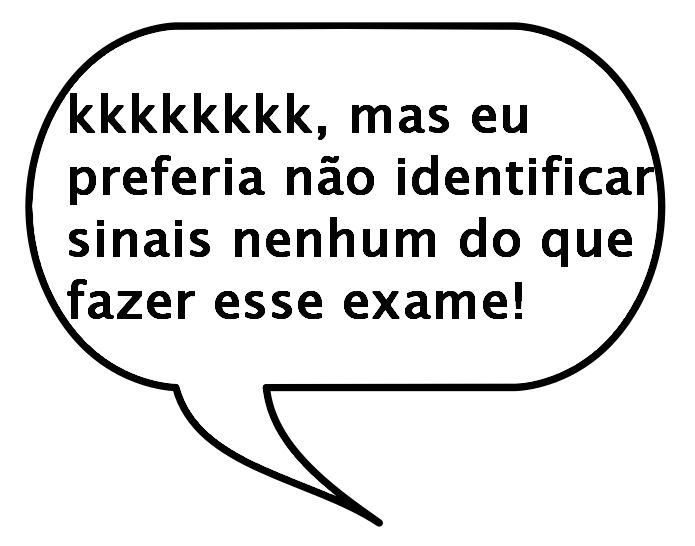 kkkkkkkk, mas eu
preferia não identificar
sinais nenhum do que
fazer esse exame!